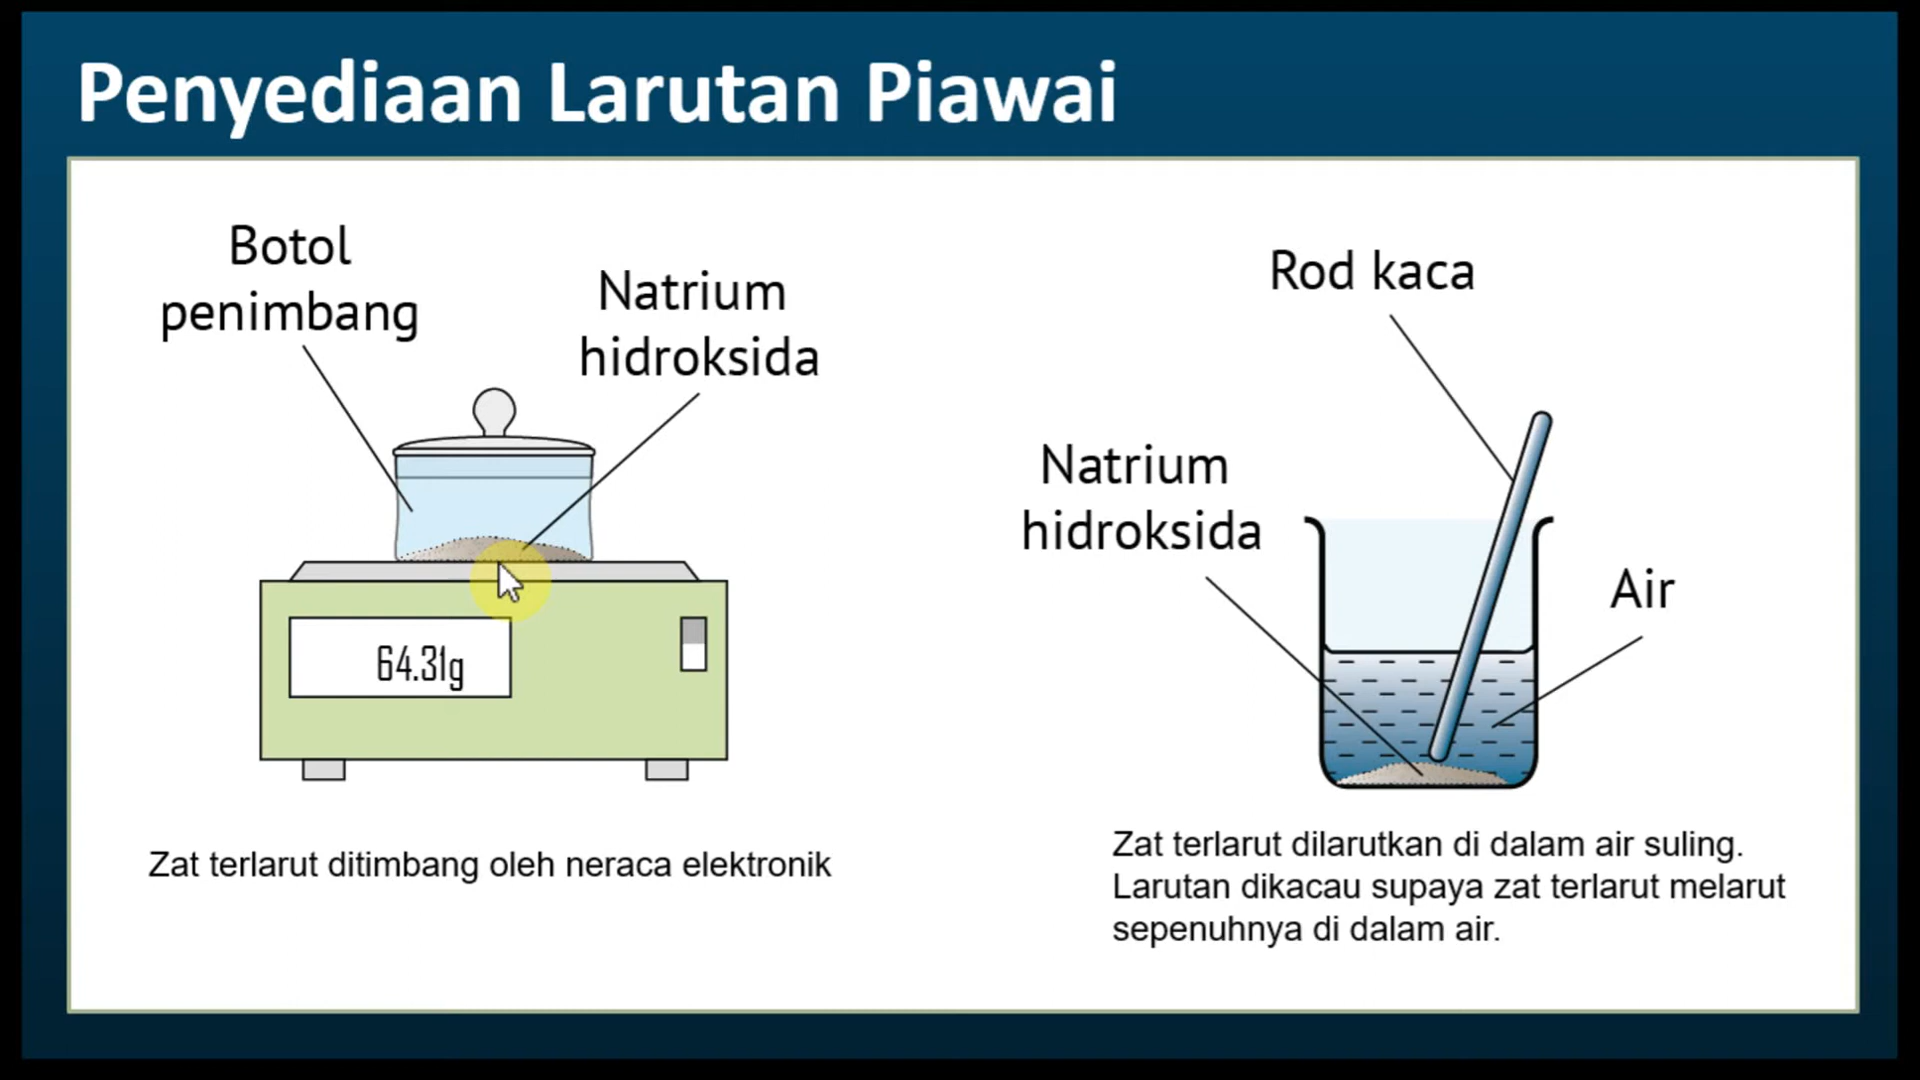 Penyediaan Larutan Piawai
Botol
penimbang
Natrium
hidroksida
64.31g
Zat terlarut ditimbang oleh neraca elektronik
Rod kaca
Natrium
hidroksida
Air
Zat terlarut dilarutkan di dalam air suling.
Larutan dikacau supaya zat terlarut melarut
sepenuhnya di dalam air.